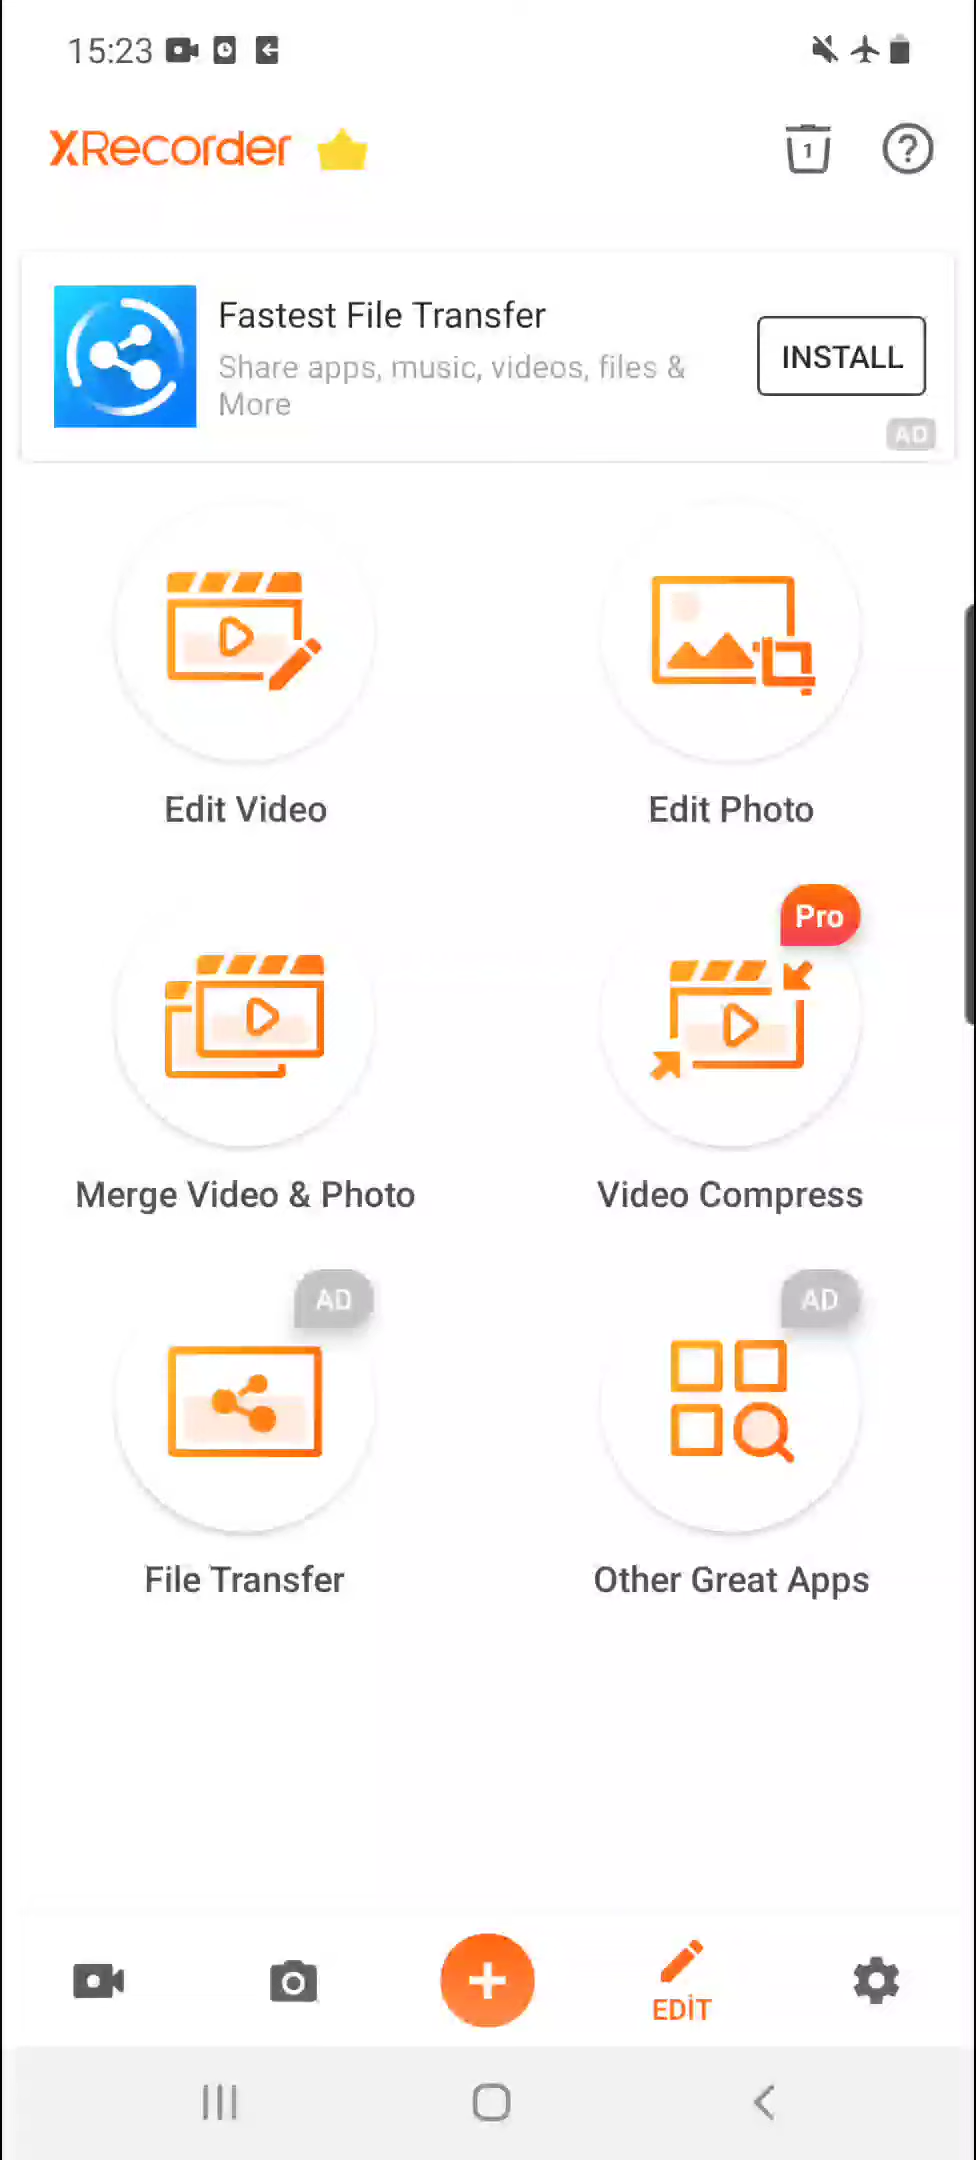 15:23
XRecorder
1
?
Fastest File Transfer
Share apps, music, videos, files &
More
INSTALL
AD
Edit Video
Edit Photo
Pro
Merge Video & Photo
Video Compress
AD
AD
File Transfer
Other Great Apps
EDİT